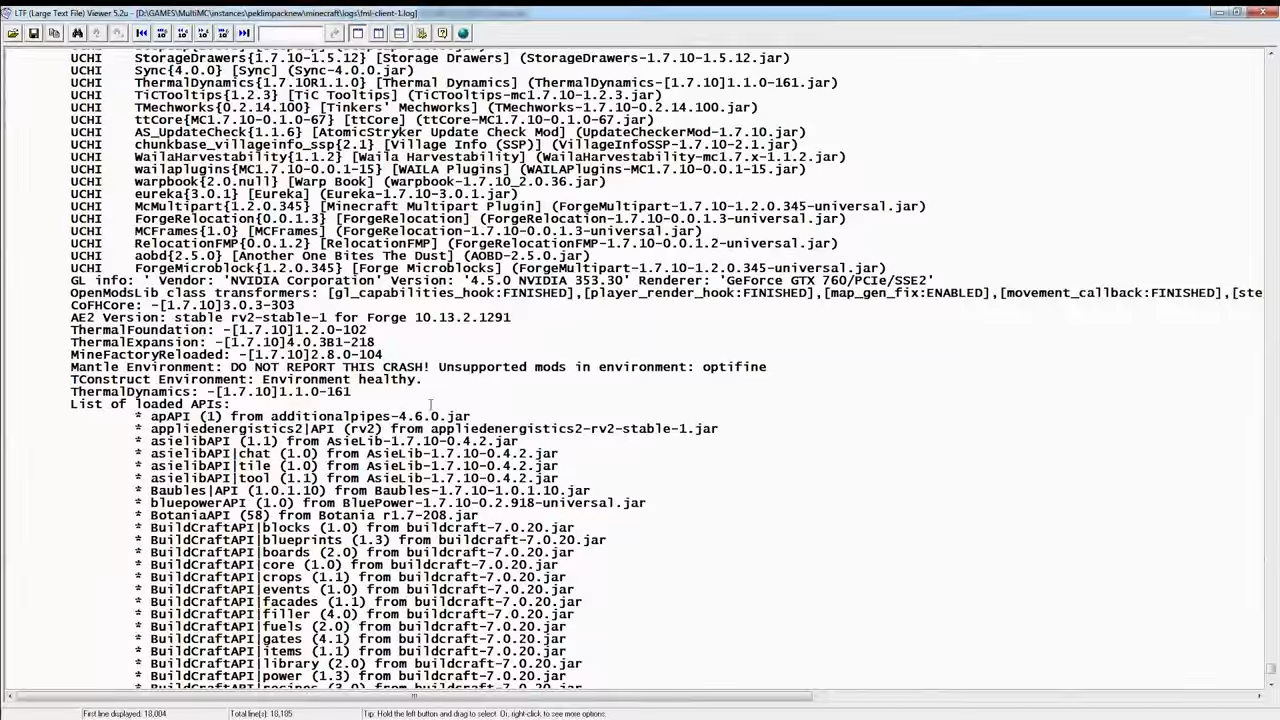 LTF (Large Text File) Viewer 5.2u - [D:\GAMES\MultiMC\instances\peklimpacknew\minecraft\logs\fml-client-1.log]
UCHI StorageDrawers{1.7.10-1.5.12} [Storage Drawers] (StorageDrawers-1.7.10-1.5.12.jar)
UCHI Sync{4.0.0} [Sync] (Sync-4.0.0.jar)
UCHI ThermalDynamics{1.7.10R1.1.0} [Thermal Dynamics] (ThermalDynamics-[1.7.10]1.1.0-161.jar)
UCHI TiCTooltips{1.2.3} [TiC Tooltips] (TiCTooltips-mc1.7.10-1.2.3.jar)
UCHI TMechworks{0.2.14.100} [Tinkers' Mechworks] (TMechworks-1.7.10-0.2.14.100.jar)
UCHI ttCore{MC1.7.10-0.1.0-67} [ttCore] (ttCore-MC1.7.10-0.1.0-67.jar)
UCHI AS_UpdateCheck{1.1.6} [AtomicStryker Update Check Mod] (UpdateCheckerMod-1.7.10.jar)
UCHI chunkbase_villageinfo_ssp{2.1} [Village Info (SSP)] (VillageInfoSSP-1.7.10-2.1.jar)
UCHI WailaHarvestability{1.1.2} [Waila Harvestability] (WailaHarvestability-mc1.7.x-1.1.2.jar)
UCHI wailaplugins{MC1.7.10-0.0.1-15} [WAILA Plugins] (WAILAPlugins-MC1.7.10-0.0.1-15.jar)
UCHI warpbook{2.0.null} [Warp Book] (warpbook-1.7.10_2.0.36.jar)
UCHI eureka{3.0.1} [Eureka] (Eureka-1.7.10-3.0.1.jar)
UCHI McMultipart{1.2.0.345} [Minecraft Multipart Plugin] (ForgeMultipart-1.7.10-1.2.0.345-universal.jar)
UCHI ForgeRelocation{0.0.1.3} [ForgeRelocation] (ForgeRelocation-1.7.10-0.0.1.3-universal.jar)
UCHI MCFrames{1.0} [MCFrames] (ForgeRelocation-1.7.10-0.0.1.3-universal.jar)
UCHI RelocationFMP{0.0.1.2} [RelocationFMP] (ForgeRelocationFMP-1.7.10-0.0.1.2-universal.jar)
UCHI aobd{2.5.0} [Another One Bites The Dust] (AOBD-2.5.0.jar)
UCHI ForgeMicroblock{1.2.0.345} [Forge Microblocks] (ForgeMultipart-1.7.10-1.2.0.345-universal.jar)
GL info: ' Vendor: 'NVIDIA Corporation' Version: '4.5.0 NVIDIA 353.30' Renderer: 'GeForce GTX 760/PCIe/SSE2'
OpenModsLib class transformers: [gl_capabilities_hook:FINISHED],[player_render_hook:FINISHED],[map_gen_fix:ENABLED],[movement_callback:FINISHED],[ste
CoFHCore: -[1.7.10]3.0.3-303
AE2 Version: stable rv2-stable-1 for Forge 10.13.2.1291
ThermalFoundation: -[1.7.10]1.2.0-102
ThermalExpansion: -[1.7.10]4.0.3B1-218
MineFactoryReloaded: -[1.7.10]2.8.0-104
Mantle Environment: DO NOT REPORT THIS CRASH! Unsupported mods in environment: optifine
TConstruct Environment: Environment healthy.
ThermalDynamics: -[1.7.10]1.1.0-161
List of loaded APIs:
* apAPI (1) from additionalpipes-4.6.0.jar
* appliedenergistics2|API (rv2) from appliedenergistics2-rv2-stable-1.jar
* asielibAPI (1.1) from AsieLib-1.7.10-0.4.2.jar
* asielibAPI|chat (1.0) from AsieLib-1.7.10-0.4.2.jar
* asielibAPI|tile (1.0) from AsieLib-1.7.10-0.4.2.jar
* asielibAPI|tool (1.1) from AsieLib-1.7.10-0.4.2.jar
* Baubles|API (1.0.1.10) from Baubles-1.7.10-1.0.1.10.jar
* bluepowerAPI (1.0) from BluePower-1.7.10-0.2.918-universal.jar
* BotaniaAPI (58) from Botania r1.7-208.jar
* BuildCraftAPI|blocks (1.0) from buildcraft-7.0.20.jar
* BuildCraftAPI|blueprints (1.3) from buildcraft-7.0.20.jar
* BuildCraftAPI|boards (2.0) from buildcraft-7.0.20.jar
* BuildCraftAPI|core (1.0) from buildcraft-7.0.20.jar
* BuildCraftAPI|crops (1.1) from buildcraft-7.0.20.jar
* BuildCraftAPI|events (1.0) from buildcraft-7.0.20.jar
* BuildCraftAPI|facades (1.1) from buildcraft-7.0.20.jar
* BuildCraftAPI|filler (4.0) from buildcraft-7.0.20.jar
* BuildCraftAPI|fuels (2.0) from buildcraft-7.0.20.jar
* BuildCraftAPI|gates (4.1) from buildcraft-7.0.20.jar
* BuildCraftAPI|items (1.1) from buildcraft-7.0.20.jar
* BuildCraftAPI|library (2.0) from buildcraft-7.0.20.jar
* BuildCraftAPI|power (1.3) from buildcraft-7.0.20.jar
* BuildCraftAPI|recipes (3.0) from buildcraft-7.0.20.jar
First line displayed: 18,004 Total line(s): 18,185 Tip: Hold the left button and drag to select. Or, right-click to see more options.